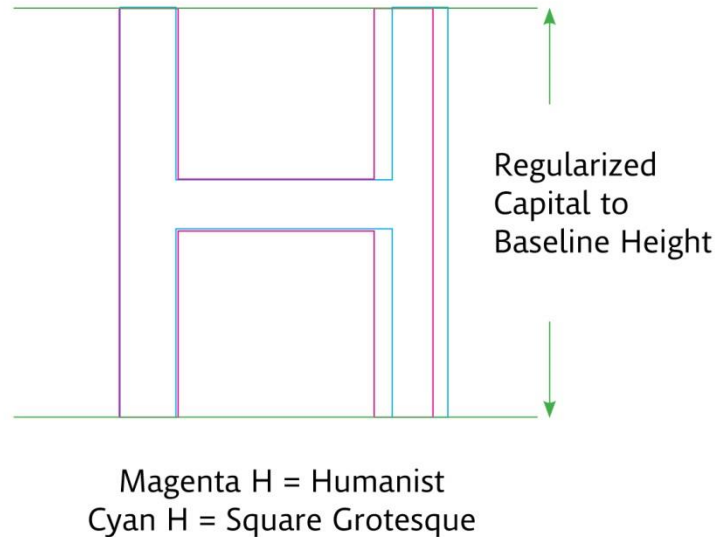 Regularized
Capital to
Baseline Height
Magenta H = Humanist
Cyan H = Square Grotesque